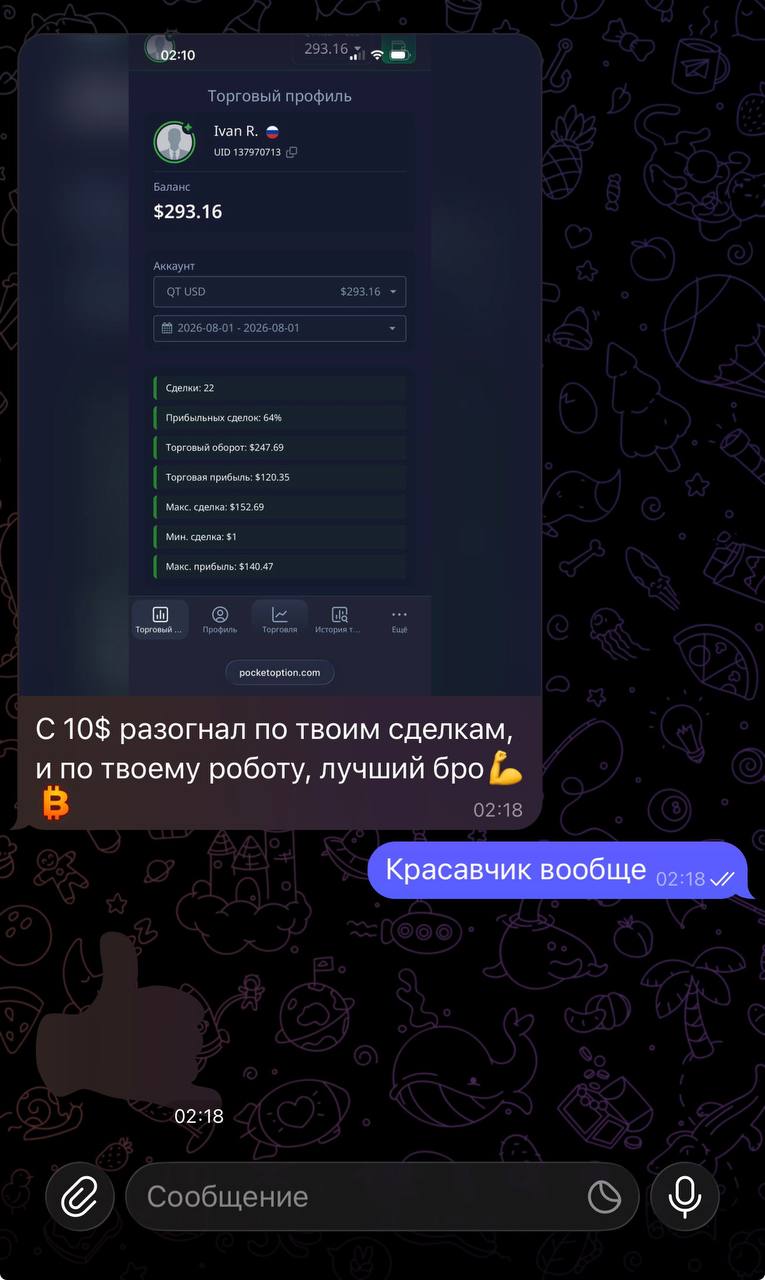 02:10
293.16
Торговый профиль
Ivan R.
UID 137970713
Баланс
$293.16
Аккаунт
QT USD $293.16
2026-08-01 - 2026-08-01
Сделки: 22
Прибыльных сделок: 64%
Торговый оборот: $247.69
Торговая прибыль: $120.35
Макс. сделка: $152.69
Мин. сделка: $1
Макс. прибыль: $140.47
Торговый ... Профиль Торговля История т... Ещё
pocketoption.com
С 10$ разогнал по твоим сделкам,
и по твоему роботу, лучший бро💪
02:18
Красавчик вообще 02:18
02:18
Сообщение